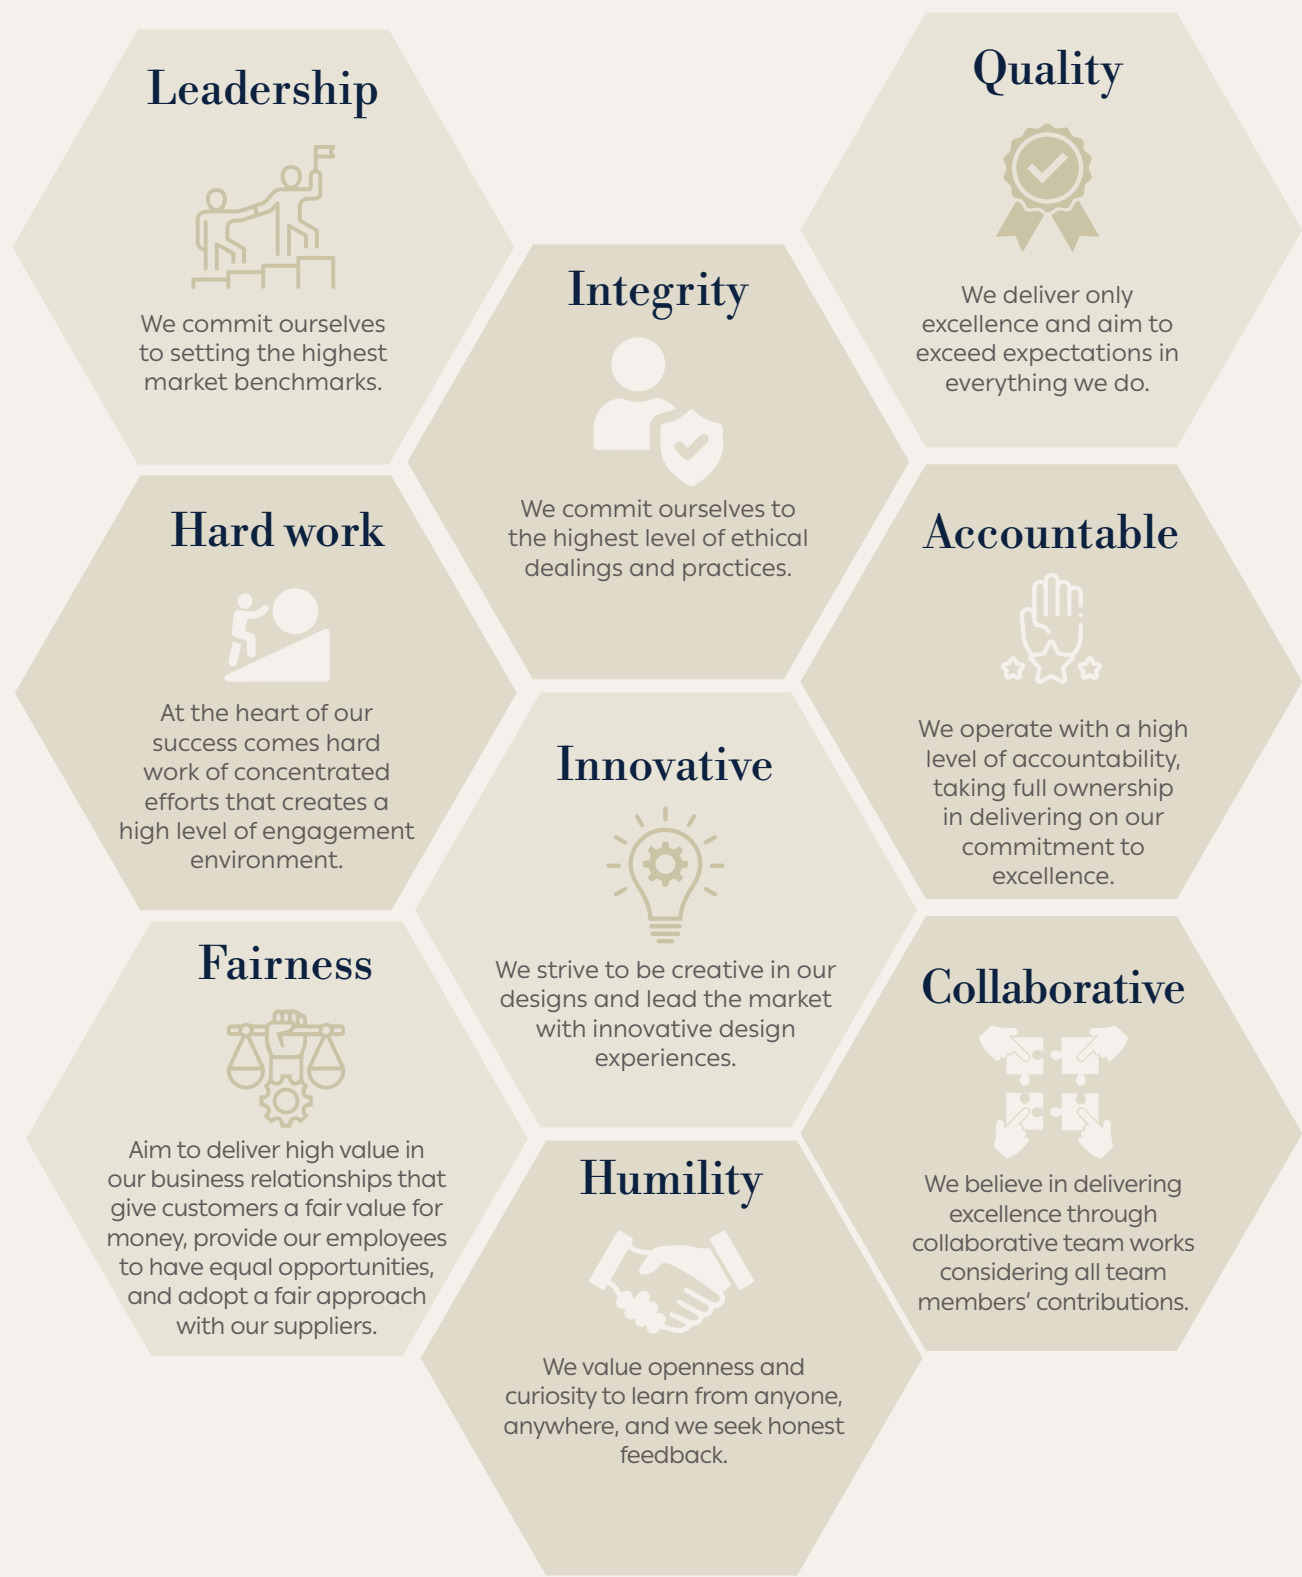 Leadership
We commit ourselves
to setting the highest
market benchmarks.
Quality
We deliver only
excellence and aim to
exceed expectations in
everything we do.
Integrity
We commit ourselves to
the highest level of ethical
dealings and practices.
Hard work
At the heart of our
success comes hard
work of concentrated
efforts that creates a
high level of engagement
environment.
Accountable
We operate with a high
level of accountability,
taking full ownership
in delivering on our
commitment to
excellence.
Innovative
We strive to be creative in our
designs and lead the market
with innovative design
experiences.
Fairness
Aim to deliver high value in
our business relationships that
give customers a fair value for
money, provide our employees
to have equal opportunities,
and adopt a fair approach
with our suppliers.
Collaborative
We believe in delivering
excellence through
collaborative team works
considering all team
members’ contributions.
Humility
We value openness and
curiosity to learn from anyone,
anywhere, and we seek honest
feedback.